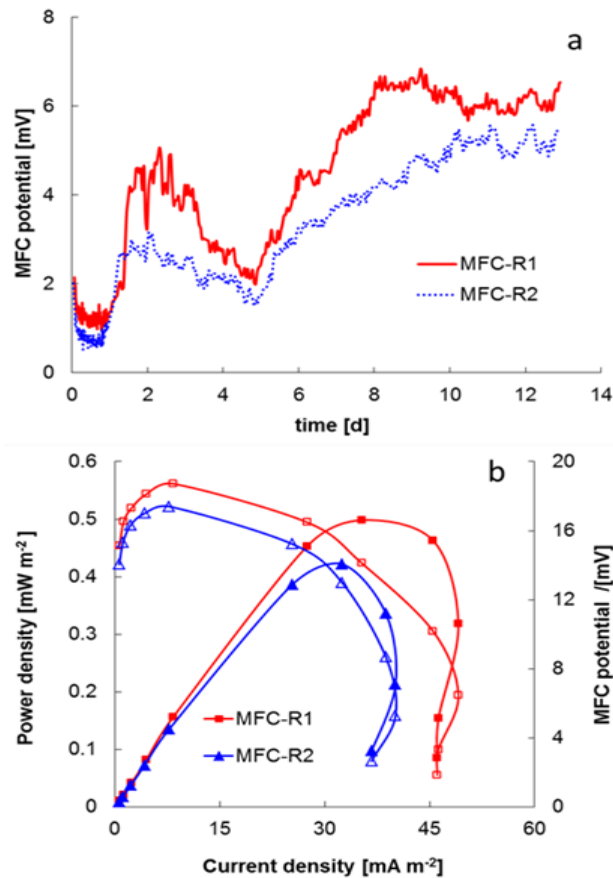 a
8
6
4
2
0
MFC potential [mV]
MFC-R1
MFC-R2
0 2 4 6 8 10 12 14
time [d]
b
0.6
0.5
0.4
0.3
0.2
0.1
0
Power density [mW m-2]
20
16
12
8
4
0
MFC potential /[mV]
MFC-R1
MFC-R2
0 15 30 45 60
Current density [mA m-2]